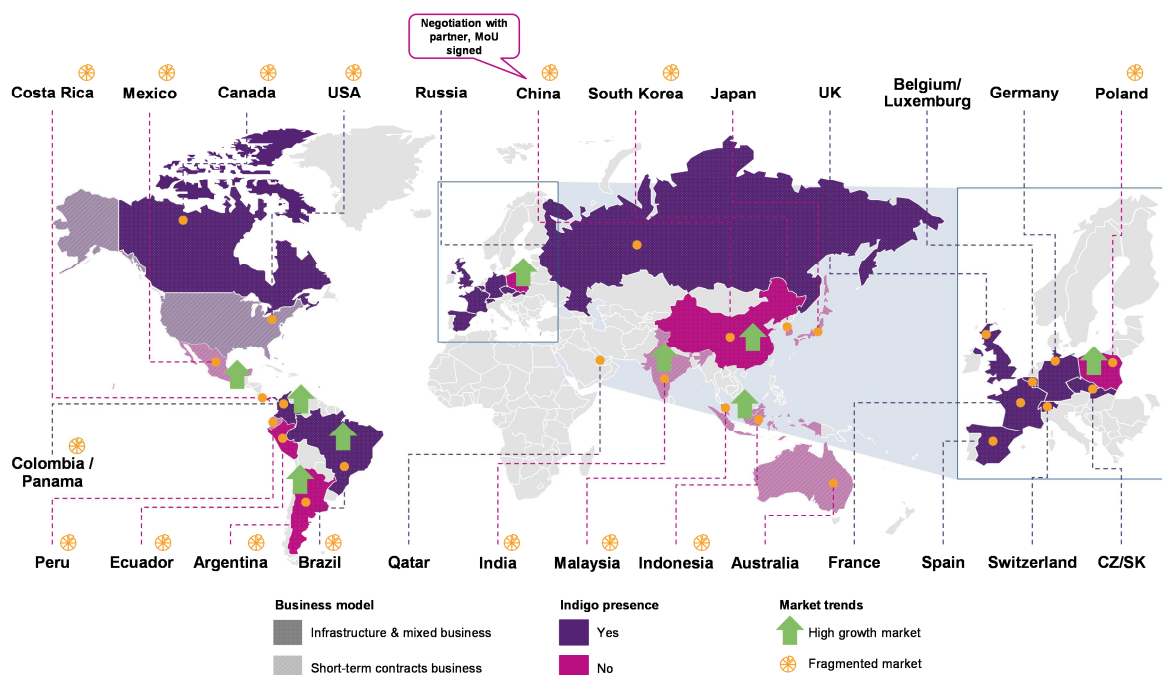 Negotiation with
partner, MoU
signed
Costa Rica
Mexico
Canada
USA
Russia
China
South Korea
Japan
UK
Belgium/
Luxemburg
Germany
Poland
Colombia /
Panama
Peru
Ecuador
Argentina
Brazil
Qatar
India
Malaysia
Indonesia
Australia
France
Spain
Switzerland
CZ/SK
Business model
Infrastructure & mixed business
Short-term contracts business
Indigo presence
Yes
No
Market trends
High growth market
Fragmented market